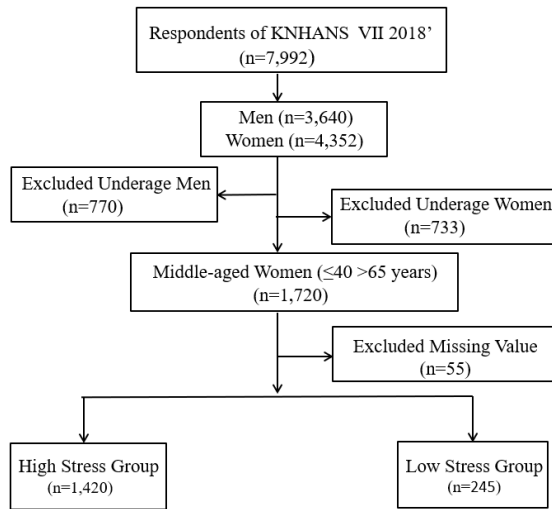 Respondents of KNHANS VII 2018’
(n=7,992)
Men (n=3,640)
Women (n=4,352)
Excluded Underage Men
(n=770)
Excluded Underage Women
(n=733)
Middle-aged Women (≤40 >65 years)
(n=1,720)
Excluded Missing Value
(n=55)
High Stress Group
(n=1,420)
Low Stress Group
(n=245)